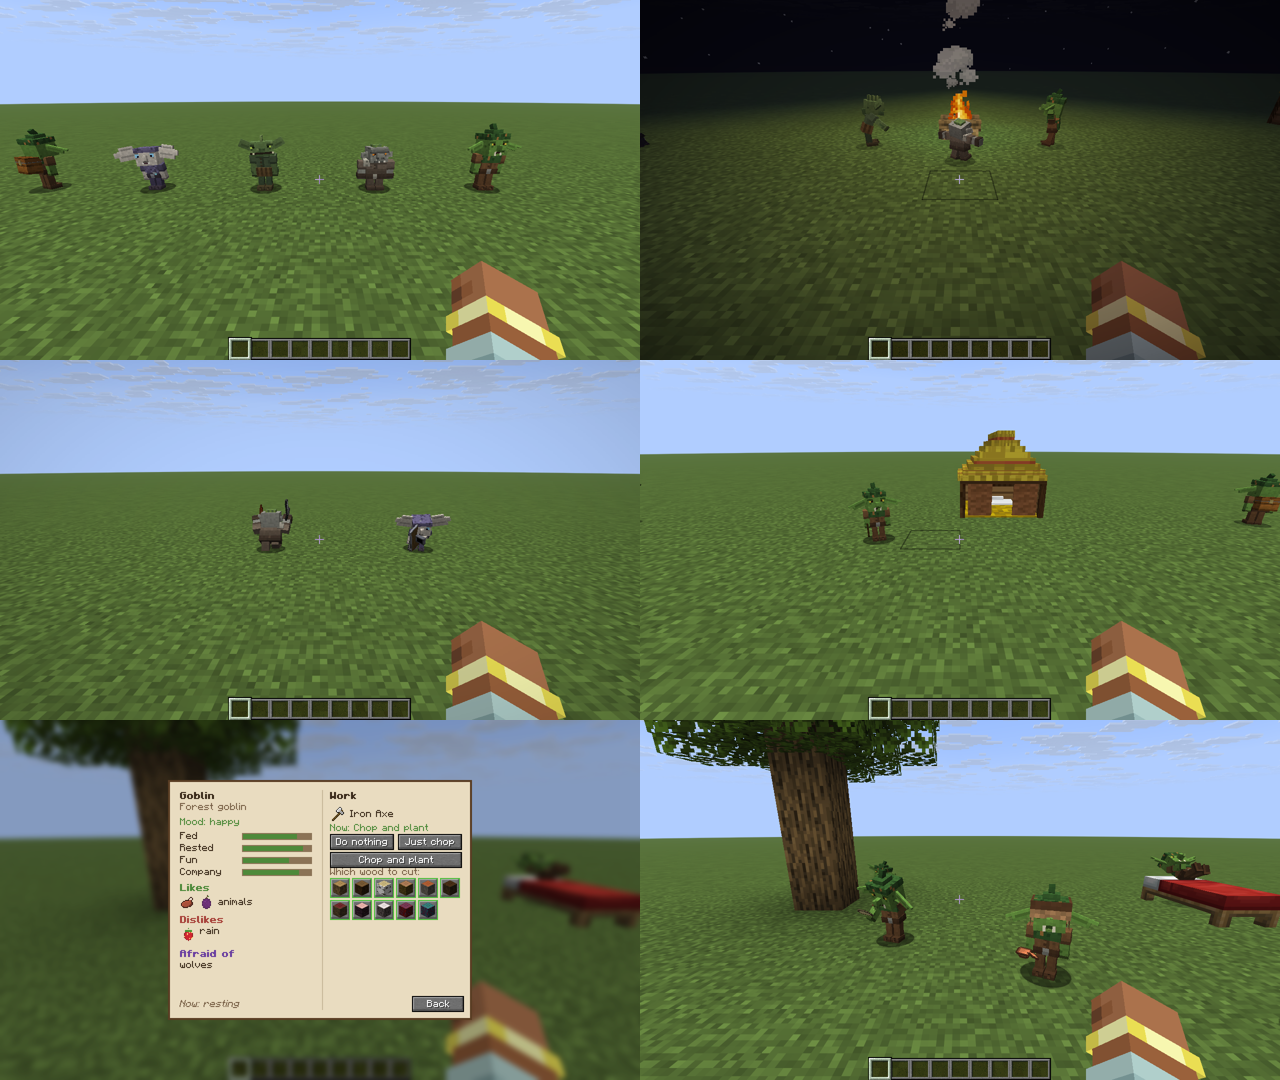 Goblin
Forest goblin
Mood: happy
Fed
Rested
Fun
Company
Likes
animals
Dislikes
rain
Afraid of
wolves
Now: resting
Work
Iron Axe
Now: Chop and plant
Do nothing
Just chop
Chop and plant
Which wood to cut:
Back